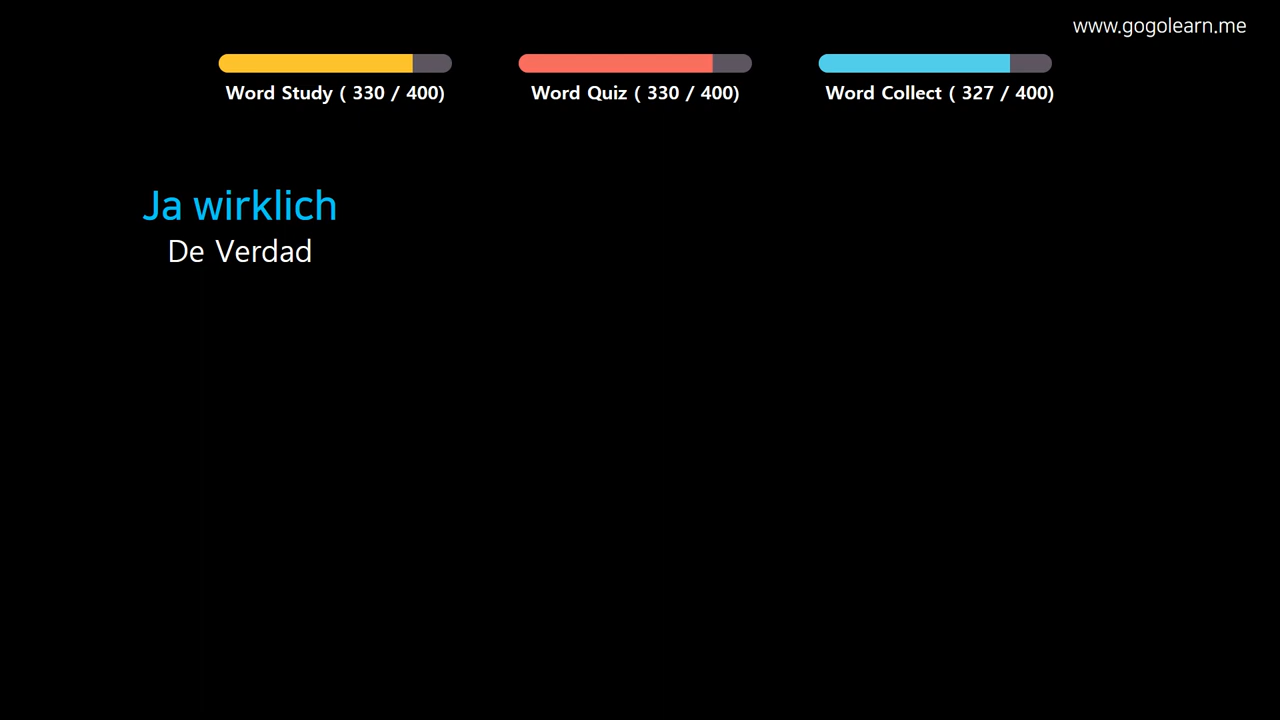 www.gogolearn.me
Word Study ( 330 / 400)
Word Quiz ( 330 / 400)
Word Collect ( 327 / 400)
Ja wirklich
De Verdad